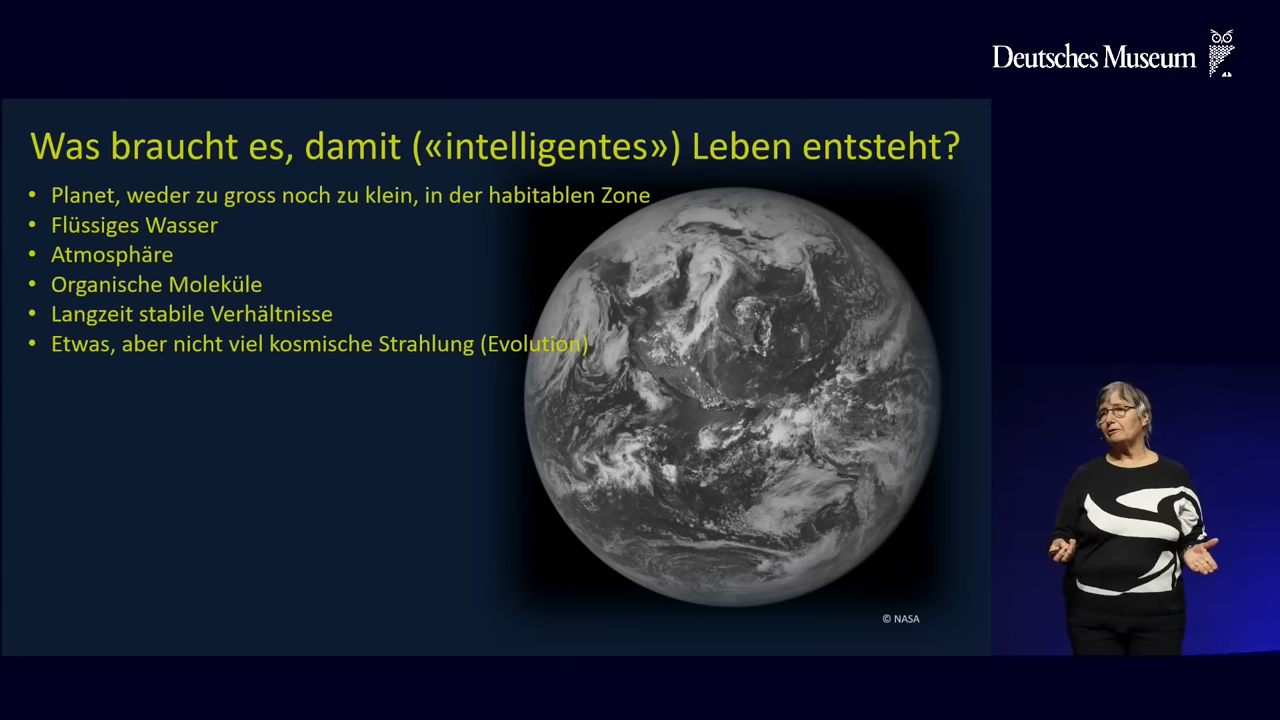 Deutsches Museum
Was braucht es, damit («intelligentes») Leben entsteht?
• Planet, weder zu gross noch zu klein, in der habitablen Zone
• Flüssiges Wasser
• Atmosphäre
• Organische Moleküle
• Langzeit stabile Verhältnisse
• Etwas, aber nicht viel kosmische Strahlung (Evolution)
© NASA